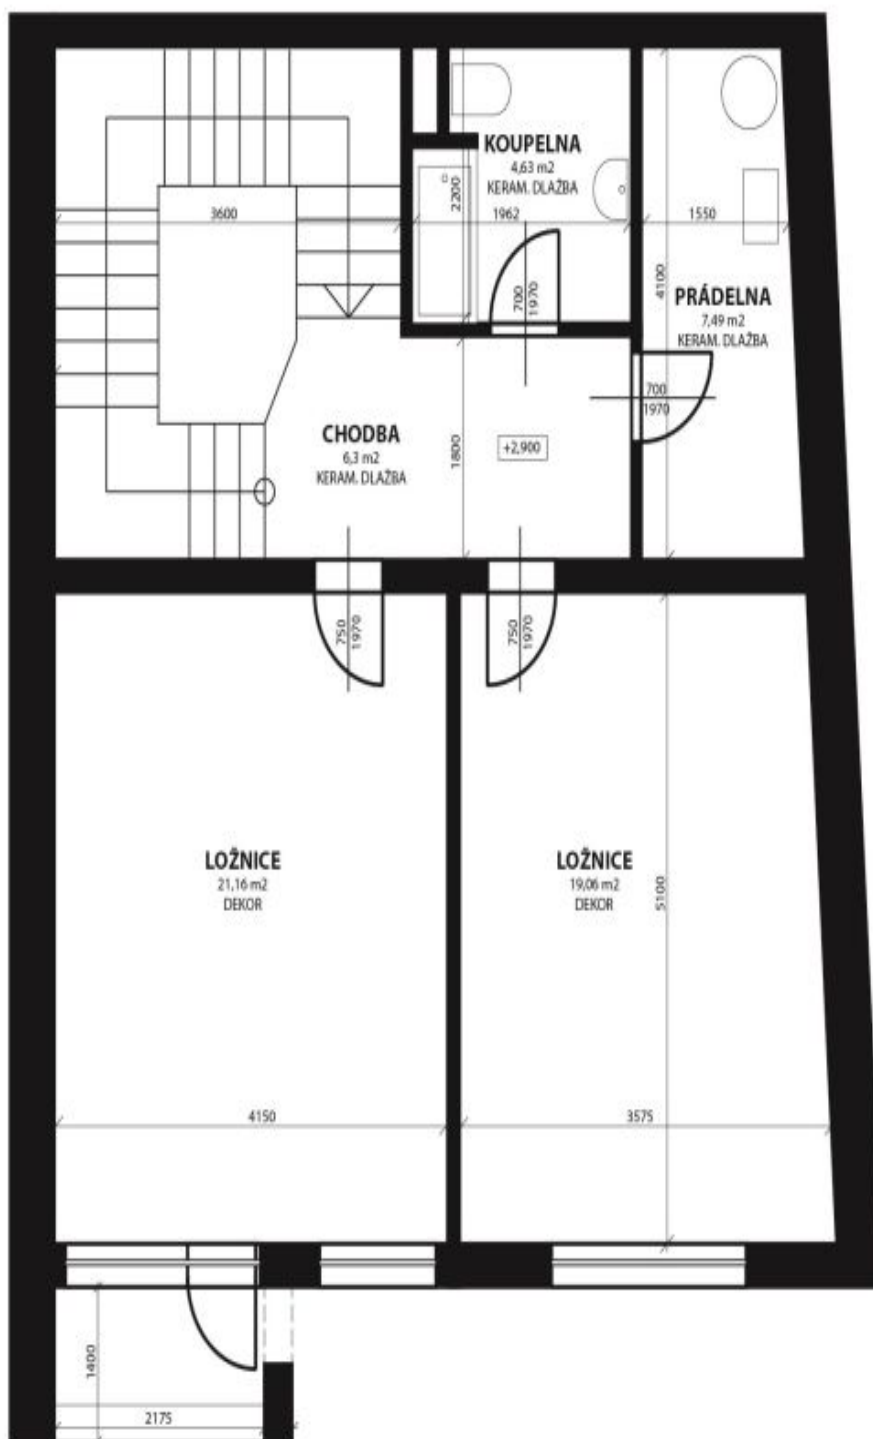 KOUPELNA
4,63 m2
KERAM. DLAŽBA
2200
3600
1962
1550
4100
700
1970
PRÁDELNA
7,49 m2
KERAM. DLAŽBA
700
1970
CHODBA
6,3 m2
KERAM. DLAŽBA
1800
+2,900
750
1970
750
1970
LOŽNICE
21,16 m2
DEKOR
LOŽNICE
19,06 m2
DEKOR
5100
4150
3575
1400
2175